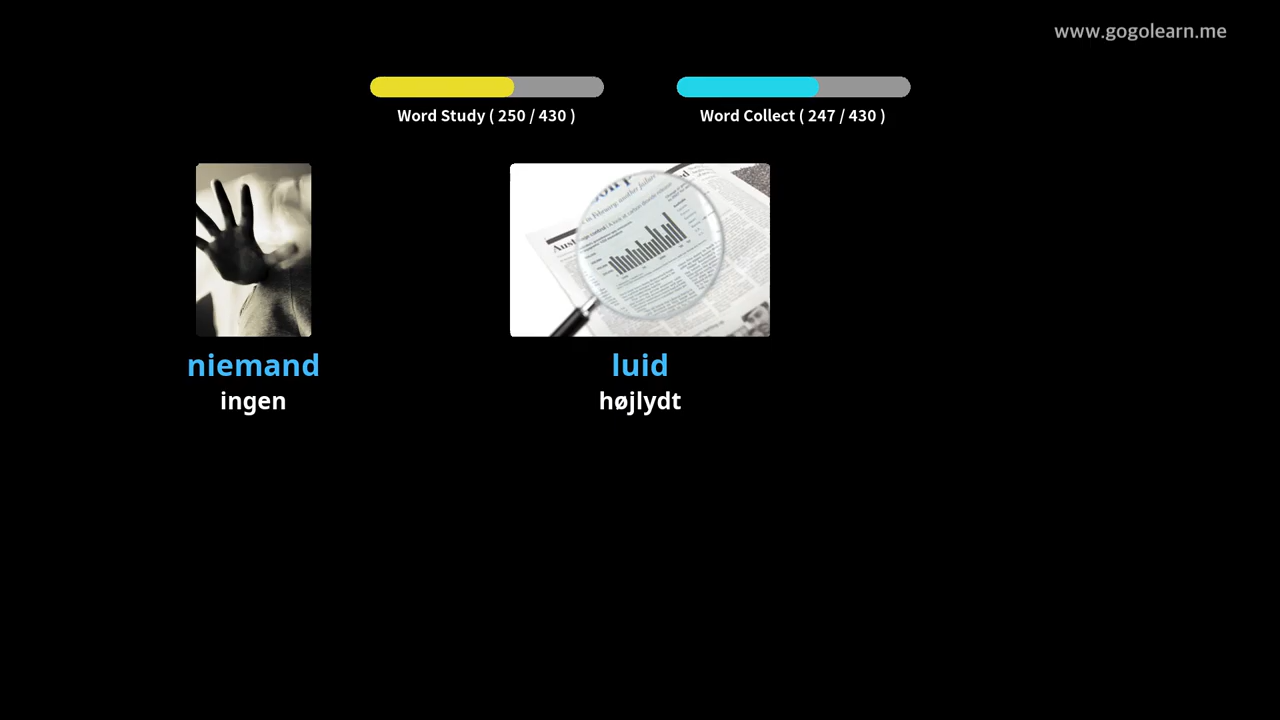 www.gogolearn.me
Word Study ( 250 / 430 )
Word Collect ( 247 / 430 )
niemand
ingen
luid
højlydt